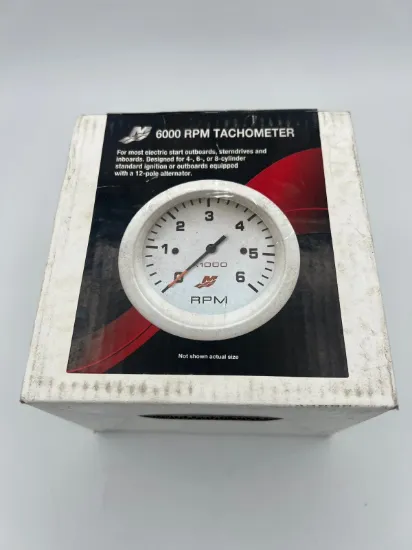 6000 RPM TACHOMETER
For most electric start outboards, sterndrives and
inboards. Designed for 4-, 6-, or 8-cylinder
standard ignition or outboards equipped
with a 12-pole alternator.
3
2 4
1 5
x1000
0 6
RPM
Not shown actual size